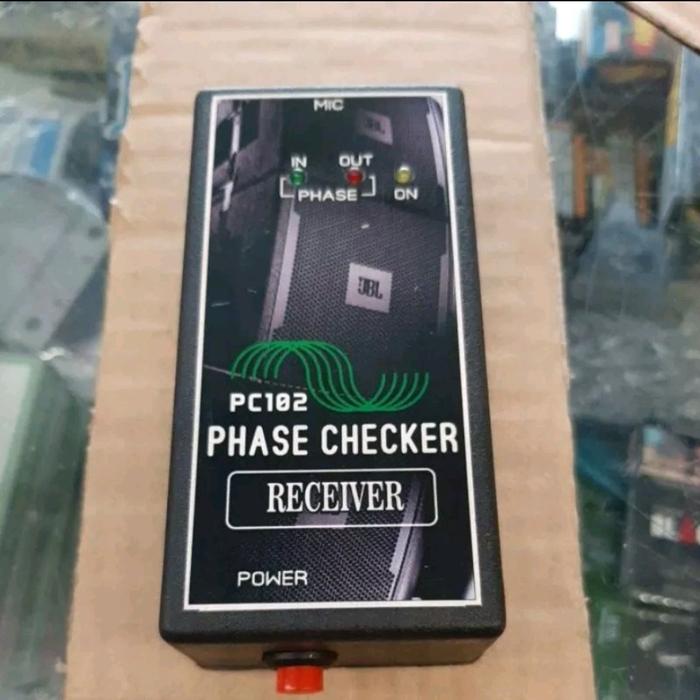 MIC
JBL
IN OUT
PHASE ON
JBL
PC102
PHASE CHECKER
RECEIVER
POWER